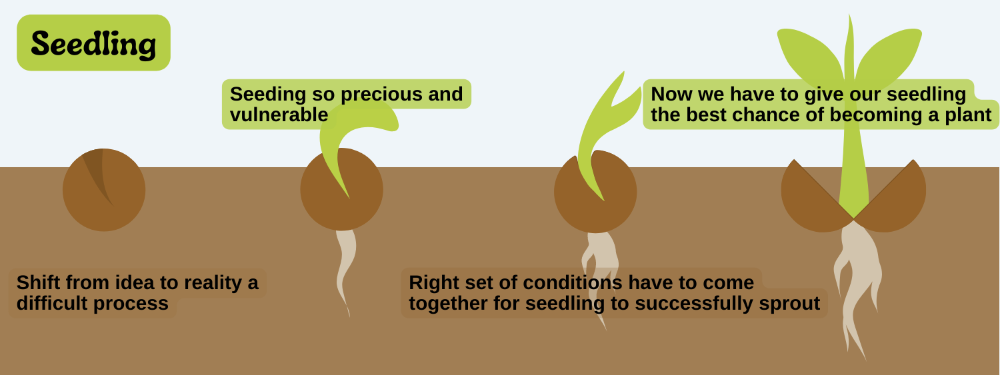 Seedling
Seeding so precious and
vulnerable
Now we have to give our seedling
the best chance of becoming a plant
Shift from idea to reality a
difficult process
Right set of conditions have to come
together for seedling to successfully sprout